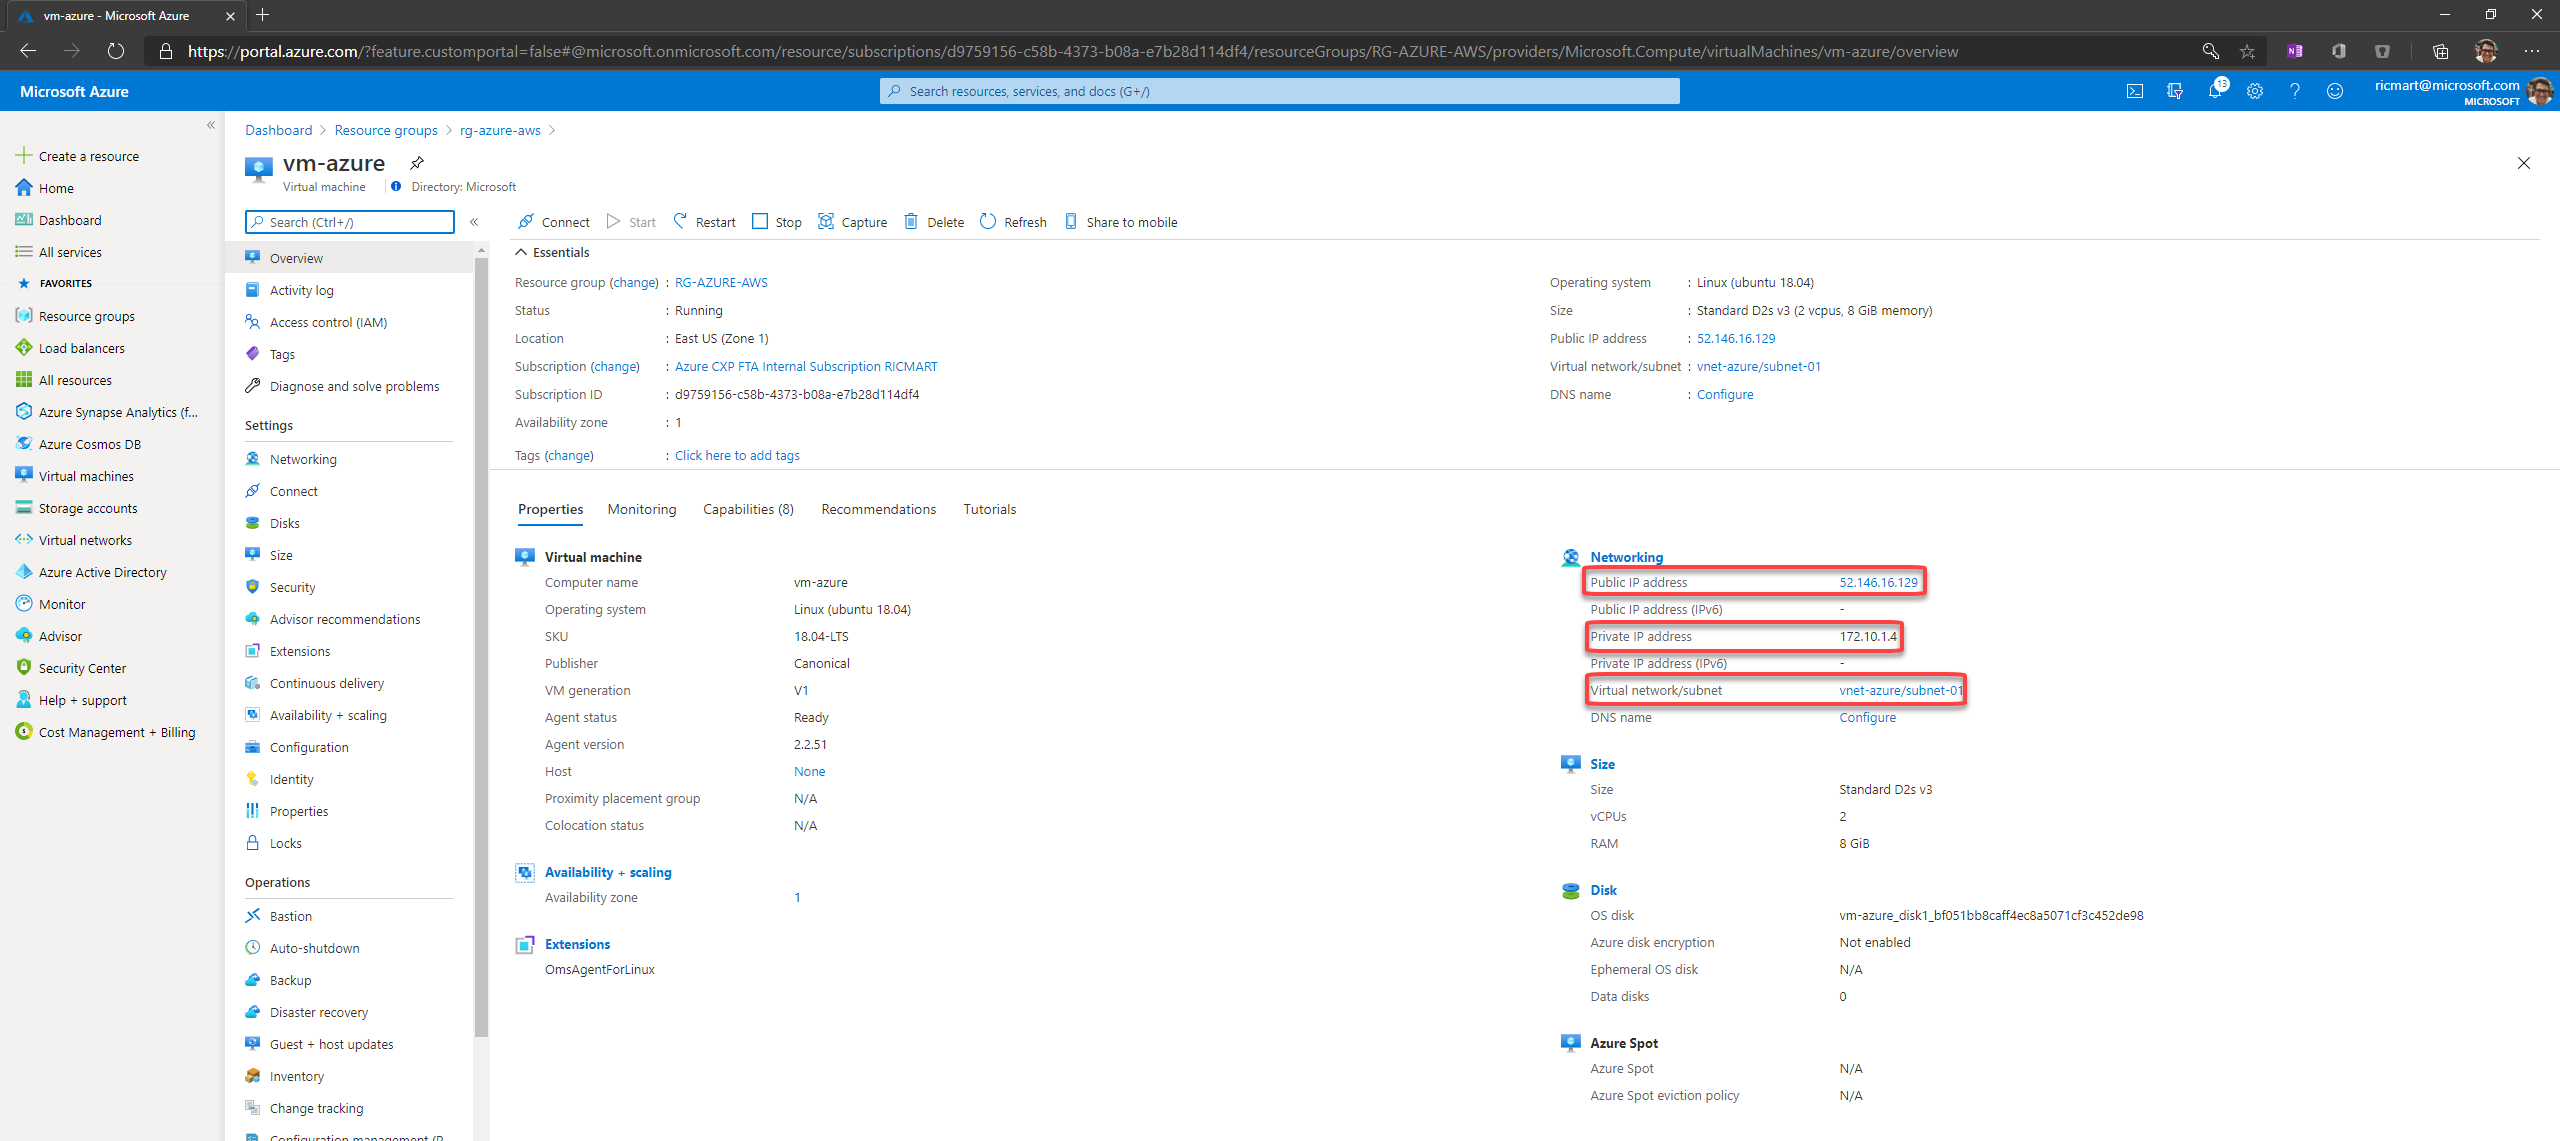 vm-azure - Microsoft Azure
https://portal.azure.com/?feature.customportal=false#@microsoft.onmicrosoft.com/resource/subscriptions/d9759156-c58b-4373-b08a-e7b28d114df4/resourceGroups/RG-AZURE-AWS/providers/Microsoft.Compute/virtualMachines/vm-azure/overview
Microsoft Azure
Search resources, services, and docs (G+/)
13
ricmart@microsoft.com
MICROSOFT
Create a resource
Home
Dashboard
All services
FAVORITES
Resource groups
Load balancers
All resources
Azure Synapse Analytics (f...
Azure Cosmos DB
Virtual machines
Storage accounts
Virtual networks
Azure Active Directory
Monitor
Advisor
Security Center
Help + support
Cost Management + Billing
Dashboard > Resource groups > rg-azure-aws >
vm-azure
Virtual machine
Directory: Microsoft
Search (Ctrl+/)
Overview
Activity log
Access control (IAM)
Tags
Diagnose and solve problems
Settings
Networking
Connect
Disks
Size
Security
Advisor recommendations
Extensions
Continuous delivery
Availability + scaling
Configuration
Identity
Properties
Locks
Operations
Bastion
Auto-shutdown
Backup
Disaster recovery
Guest + host updates
Inventory
Change tracking
Configuration management (P
Connect Start Restart Stop Capture Delete Refresh Share to mobile
Essentials
Resource group (change) : RG-AZURE-AWS
Status : Running
Location : East US (Zone 1)
Subscription (change) : Azure CXP FTA Internal Subscription RICMART
Subscription ID : d9759156-c58b-4373-b08a-e7b28d114df4
Availability zone : 1
Tags (change) : Click here to add tags
Operating system : Linux (ubuntu 18.04)
Size : Standard D2s v3 (2 vcpus, 8 GiB memory)
Public IP address : 52.146.16.129
Virtual network/subnet : vnet-azure/subnet-01
DNS name : Configure
Properties Monitoring Capabilities (8) Recommendations Tutorials
Virtual machine
Computer name vm-azure
Operating system Linux (ubuntu 18.04)
SKU 18.04-LTS
Publisher Canonical
VM generation V1
Agent status Ready
Agent version 2.2.51
Host None
Proximity placement group N/A
Colocation status N/A
Availability + scaling
Availability zone 1
Extensions
OmsAgentForLinux
Networking
Public IP address 52.146.16.129
Public IP address (IPv6) -
Private IP address 172.10.1.4
Private IP address (IPv6) -
Virtual network/subnet vnet-azure/subnet-01
DNS name Configure
Size
Size Standard D2s v3
vCPUs 2
RAM 8 GiB
Disk
OS disk vm-azure_disk1_bf051bb8caff4ec8a5071cf3c452de98
Azure disk encryption Not enabled
Ephemeral OS disk N/A
Data disks 0
Azure Spot
Azure Spot N/A
Azure Spot eviction policy N/A